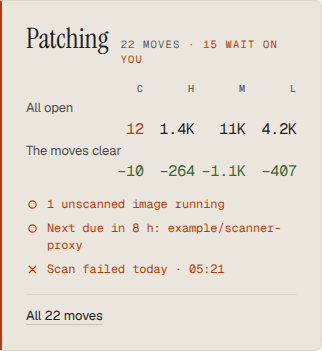 Patching 22 MOVES · 15 WAIT ON
YOU
C H M L
All open
12 1.4K 11K 4.2K
The moves clear
−10 −264 −1.1K −407
1 unscanned image running
Next due in 8 h: example/scanner-
proxy
Scan failed today · 05:21
All 22 moves